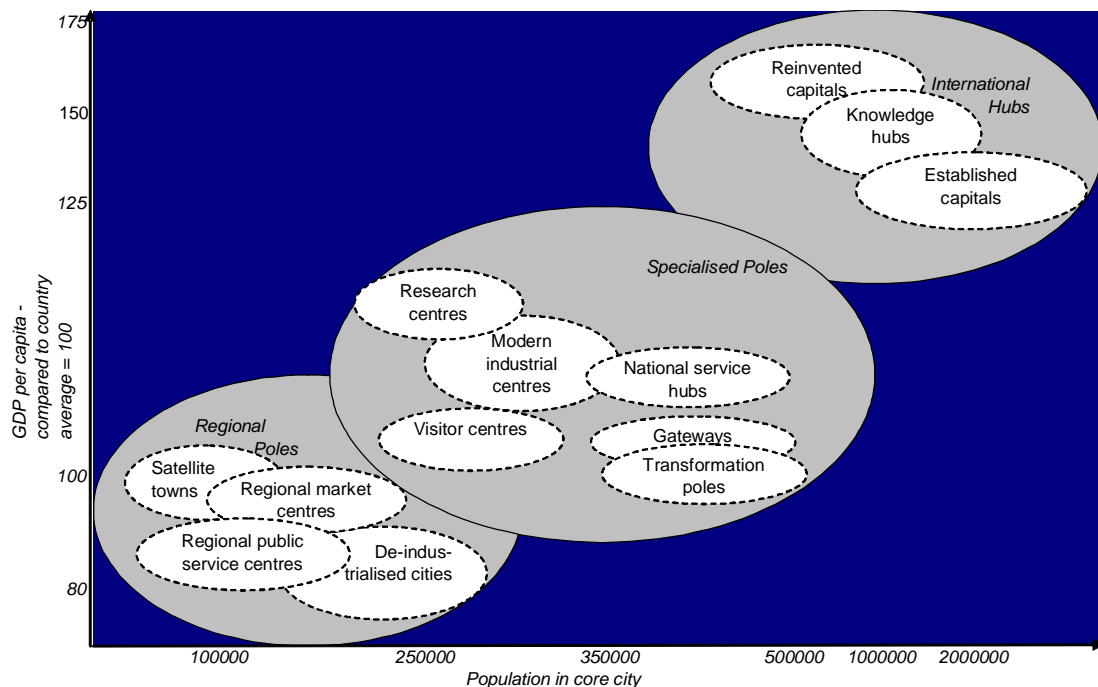 175
150
125
100
80
GDP per capita -
compared to country
average = 100
Reinvented
capitals
International
Hubs
Knowledge
hubs
Established
capitals
Specialised Poles
Research
centres
Modern
industrial
centres
National service
hubs
Visitor centres
Gateways
Transformation
poles
Regional
Poles
Satellite
towns
Regional market
centres
Regional public
service centres
De-indus-
trialised cities
100000
250000
350000
500000
1000000
2000000
Population in core city